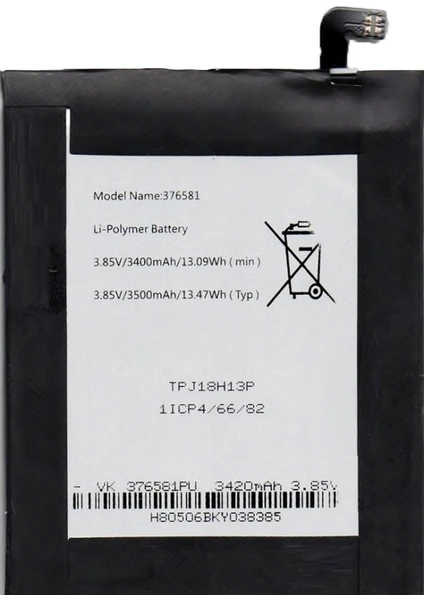 Model Name:376581
Li-Polymer Battery
3.85V/3400mAh/13.09Wh ( min )
3.85V/3500mAh/13.47Wh ( Typ )
TPJ18H13P
1ICP4/66/82
- VK 376581PU 3420mAh 3.85V
H80506BKY038385